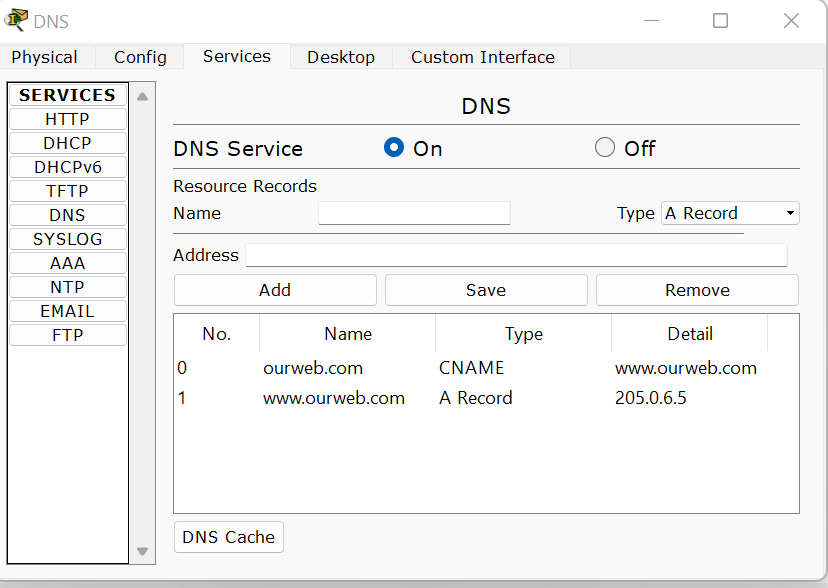 DNS
Physical Config Services Desktop Custom Interface
SERVICES
HTTP
DHCP
DHCPv6
TFTP
DNS
SYSLOG
AAA
NTP
EMAIL
FTP
DNS
DNS Service On Off
Resource Records
Name Type A Record
Address
Add Save Remove
No. Name Type Detail
0 ourweb.com CNAME www.ourweb.com
1 www.ourweb.com A Record 205.0.6.5
DNS Cache